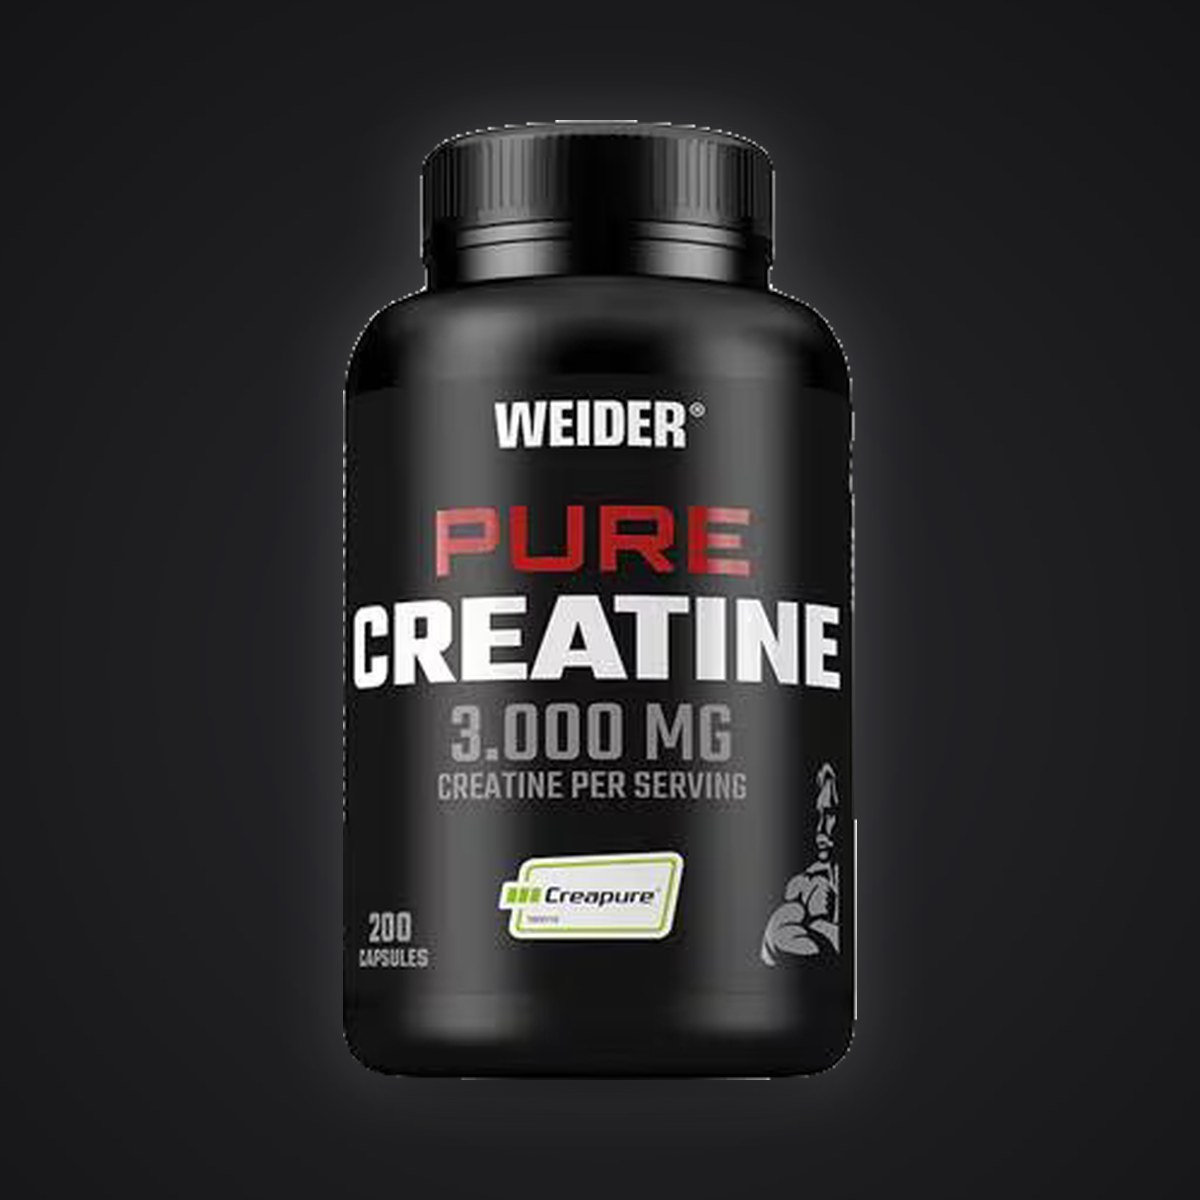 WEIDER®
PURE
CREATINE
3.000 MG
CREATINE PER SERVING
Creapure®
200
CAPSULES